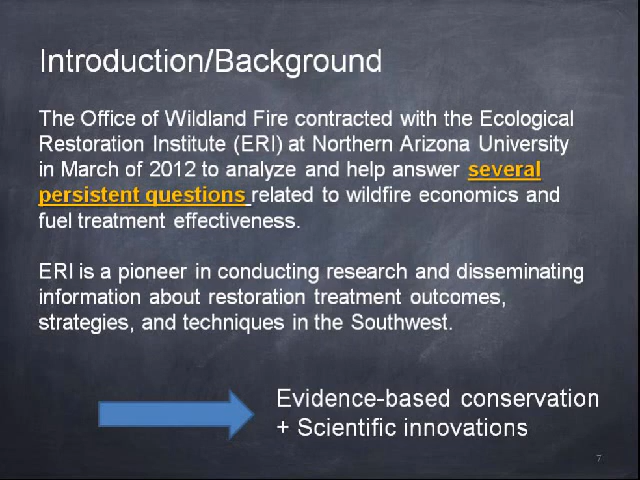 Introduction/Background
The Office of Wildland Fire contracted with the Ecological
Restoration Institute (ERI) at Northern Arizona University
in March of 2012 to analyze and help answer several
persistent questions related to wildfire economics and
fuel treatment effectiveness.
ERI is a pioneer in conducting research and disseminating
information about restoration treatment outcomes,
strategies, and techniques in the Southwest.
Evidence-based conservation
+ Scientific innovations
7